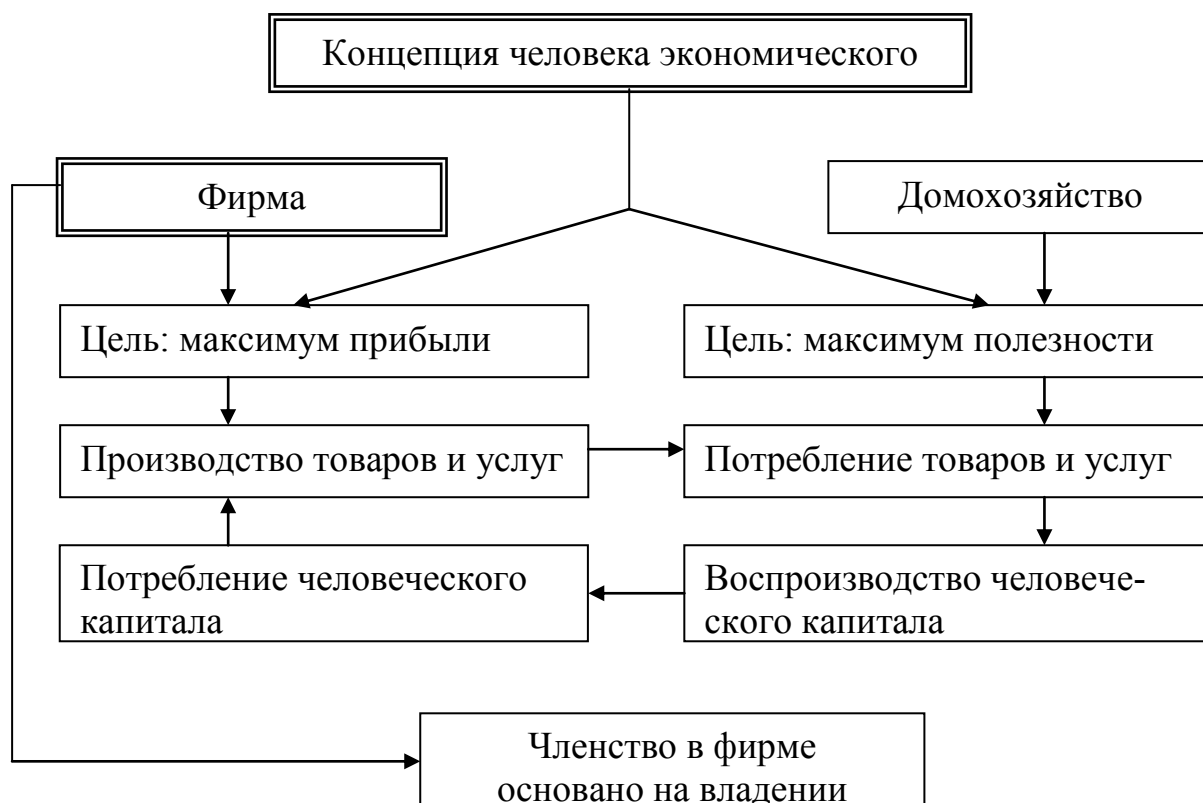 Концепция человека экономического
Фирма
Домохозяйство
Цель: максимум прибыли
Цель: максимум полезности
Производство товаров и услуг
Потребление товаров и услуг
Потребление человеческого
капитала
Воспроизводство человече-
ского капитала
Членство в фирме
основано на владении